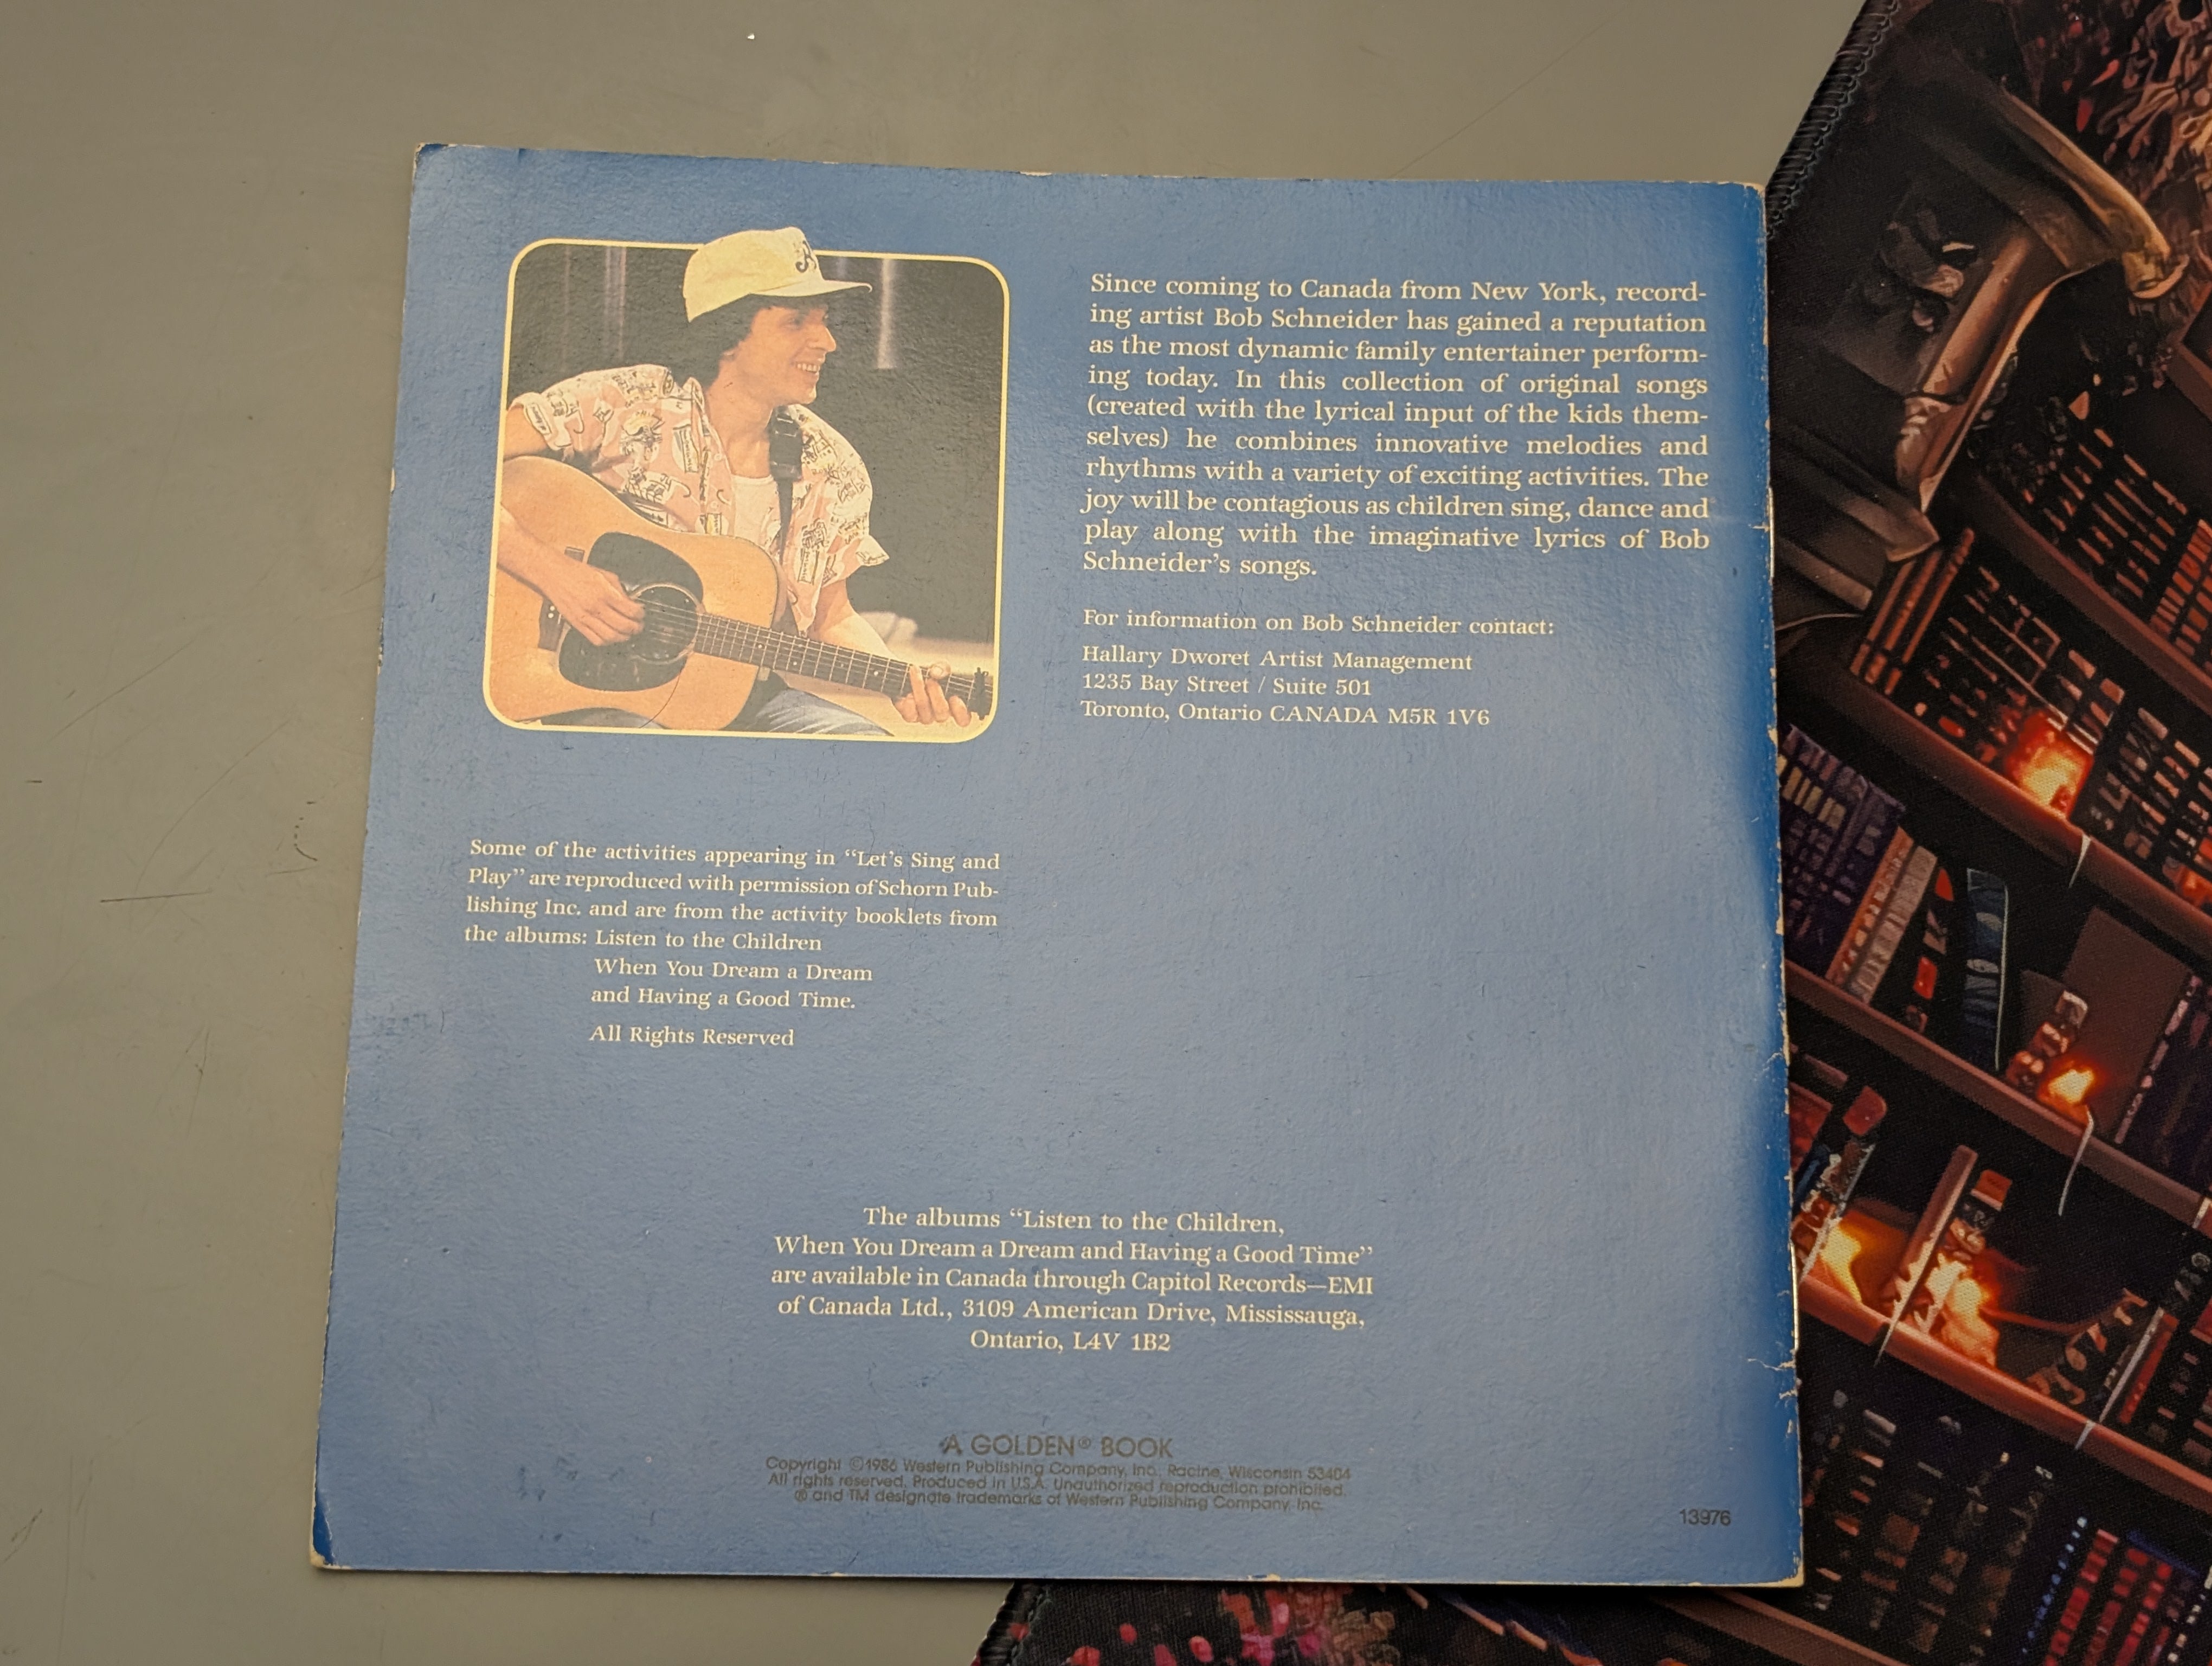 Since coming to Canada from New York, record-
ing artist Bob Schneider has gained a reputation
as the most dynamic family entertainer perform-
ing today. In this collection of original songs
(created with the lyrical input of the kids them-
selves) he combines innovative melodies and
rhythms with a variety of exciting activities. The
joy will be contagious as children sing, dance and
play along with the imaginative lyrics of Bob
Schneider's songs.
For information on Bob Schneider contact:
Hallary Dworet Artist Management
1235 Bay Street / Suite 501
Toronto, Ontario CANADA M5R 1V6
Some of the activities appearing in “Let's Sing and
Play” are reproduced with permission of Schorn Pub-
lishing Inc. and are from the activity booklets from
the albums: Listen to the Children
When You Dream a Dream
and Having a Good Time.
All Rights Reserved
The albums “Listen to the Children,
When You Dream a Dream and Having a Good Time”
are available in Canada through Capitol Records—EMI
of Canada Ltd., 3109 American Drive, Mississauga,
Ontario, L4V 1B2
A GOLDEN® BOOK
Copyright ©1986 Western Publishing Company, Inc., Racine, Wisconsin 53404
All rights reserved. Produced in U.S.A. Unauthorized reproduction prohibited.
® and TM designate trademarks of Western Publishing Company, Inc.
13976